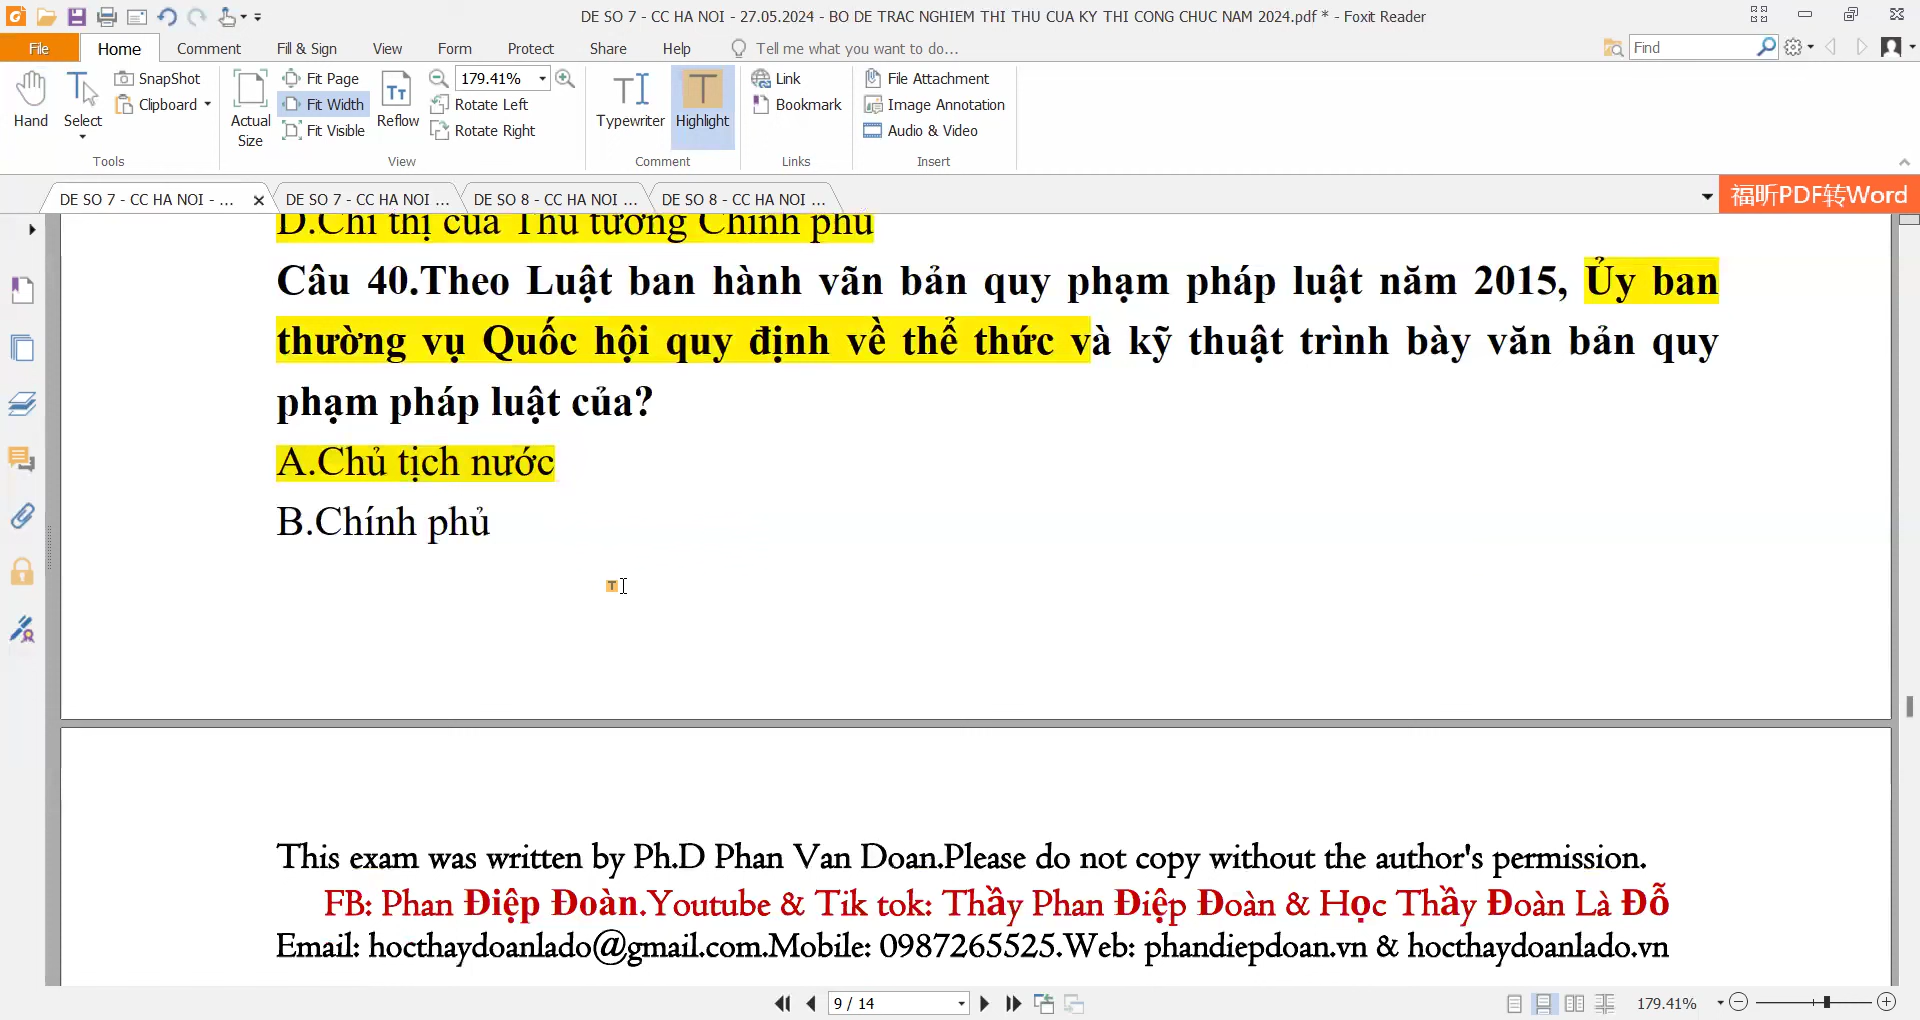 DE SO 7 - CC HA NOI - 27.05.2024 - BO DE TRAC NGHIEM THI THU CUA KY THI CONG CHUC NAM 2024.pdf * - Foxit Reader
File Home Comment Fill & Sign View Form Protect Share Help Tell me what you want to do... Find
Hand
Select
SnapShot
Clipboard
Tools
Actual Size
Fit Page
Fit Width
Fit Visible
Reflow
179.41%
Rotate Left
Rotate Right
View
Typewriter
Highlight
Comment
Link
Bookmark
Links
File Attachment
Image Annotation
Audio & Video
Insert
DE SO 7 - CC HA NOI - ... DE SO 7 - CC HA NOI ... DE SO 8 - CC HA NOI ... DE SO 8 - CC HA NOI ... 福昕PDF转Word
D.Chỉ thị của Thủ tướng Chính phủ
Câu 40.Theo Luật ban hành văn bản quy phạm pháp luật năm 2015, Ủy ban
thường vụ Quốc hội quy định về thể thức và kỹ thuật trình bày văn bản quy
phạm pháp luật của?
A.Chủ tịch nước
B.Chính phủ
This exam was written by Ph.D Phan Van Doan.Please do not copy without the author's permission.
FB: Phan Điệp Đoàn.Youtube & Tik tok: Thầy Phan Điệp Đoàn & Học Thầy Đoàn Là Đỗ
Email: hocthaydoanlado@gmail.com.Mobile: 0987265525.Web: phandiepdoan.vn & hocthaydoanlado.vn
9 / 14 179.41%